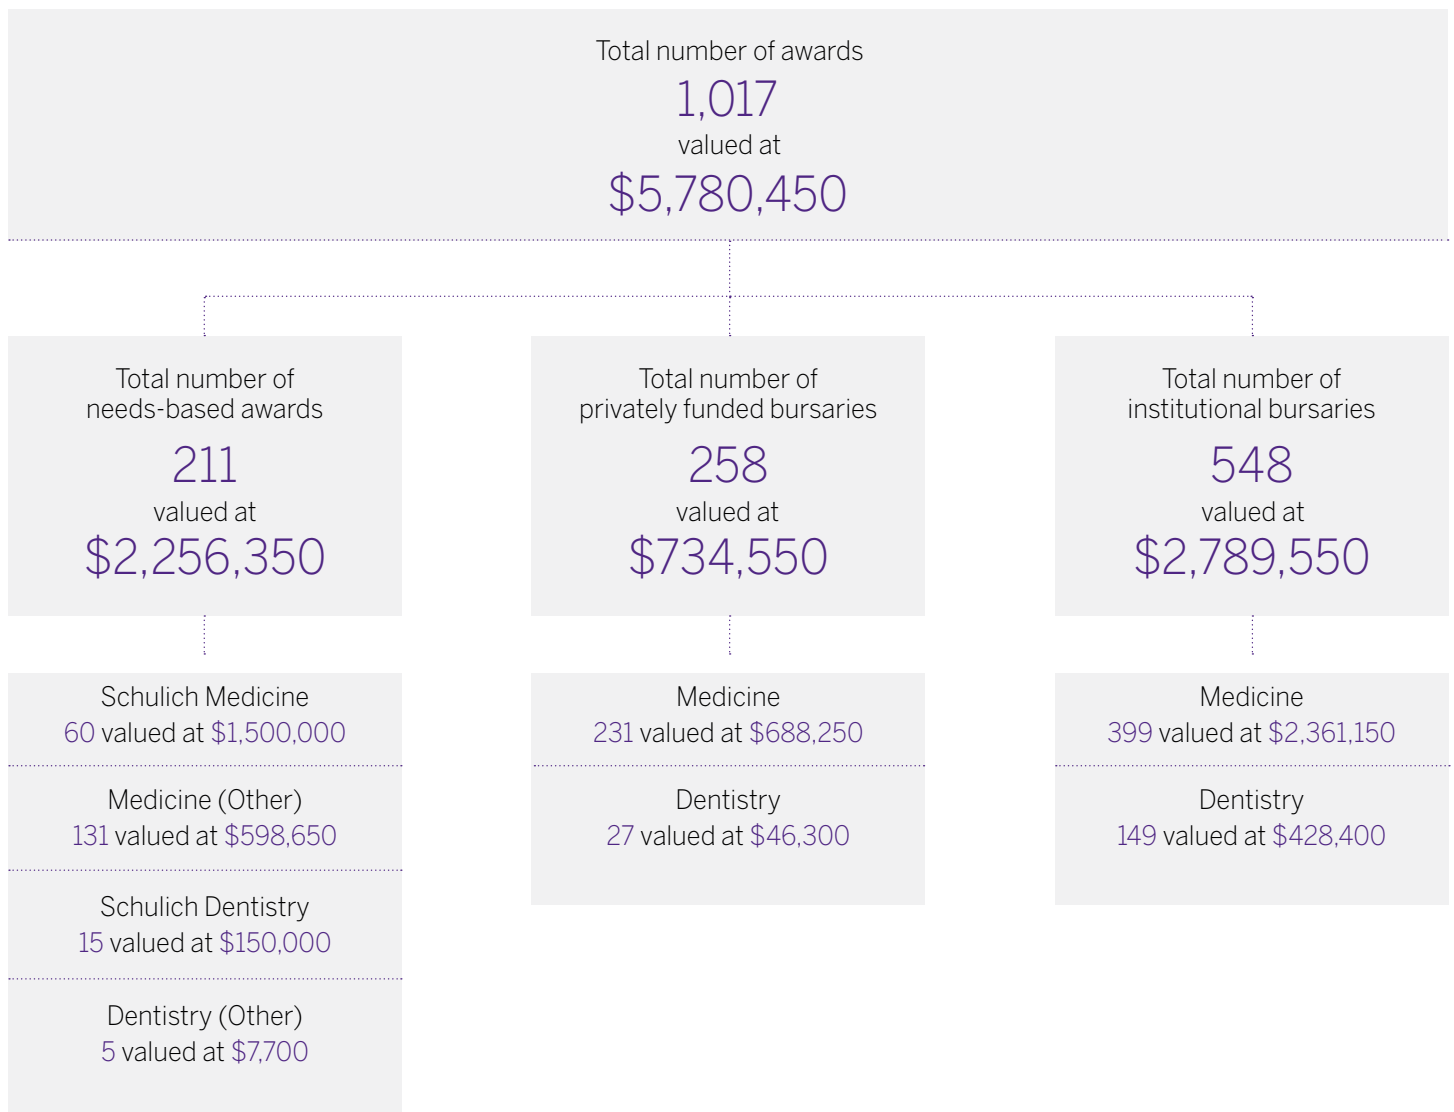 Total number of awards
1,017
valued at
$5,780,450
Total number of
needs-based awards
211
valued at
$2,256,350
Schulich Medicine
60 valued at $1,500,000
Medicine (Other)
131 valued at $598,650
Schulich Dentistry
15 valued at $150,000
Dentistry (Other)
5 valued at $7,700
Total number of
privately funded bursaries
258
valued at
$734,550
Medicine
231 valued at $688,250
Dentistry
27 valued at $46,300
Total number of
institutional bursaries
548
valued at
$2,789,550
Medicine
399 valued at $2,361,150
Dentistry
149 valued at $428,400